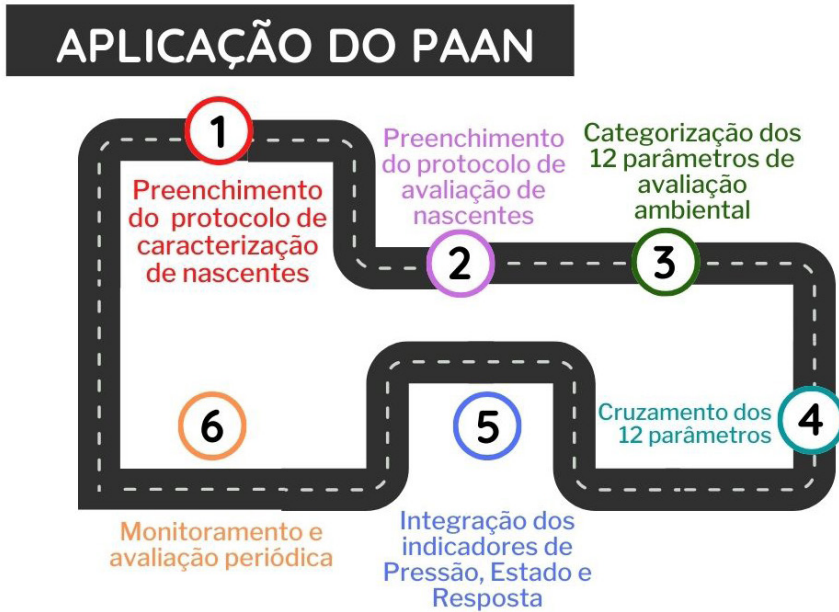 APLICAÇÃO DO PAAN
1
Preenchimento
do protocolo de
caracterização
de nascentes
Preenchimento
do protocolo de
avaliação de
nascentes
2
Categorização dos
12 parâmetros de
avaliação
ambiental
3
Cruzamento dos
12 parâmetros
4
5
Integração dos
indicadores de
Pressão, Estado e
Resposta
6
Monitoramento e
avaliação periódica